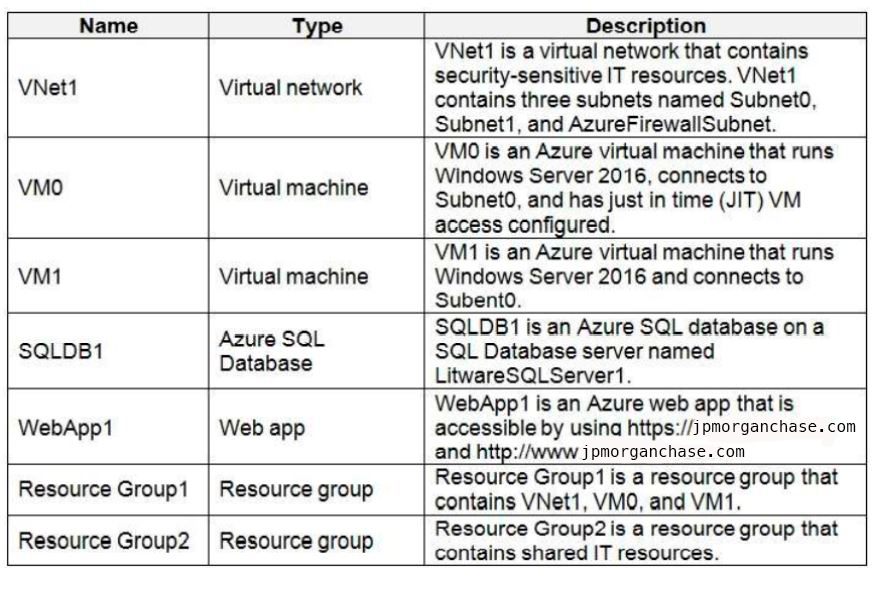 Name Type Description
VNet1 Virtual network VNet1 is a virtual network that contains
security-sensitive IT resources. VNet1
contains three subnets named Subnet0,
Subnet1, and AzureFirewallSubnet.
VM0 Virtual machine VM0 is an Azure virtual machine that runs
Windows Server 2016, connects to
Subnet0, and has just in time (JIT) VM
access configured.
VM1 Virtual machine VM1 is an Azure virtual machine that runs
Windows Server 2016 and connects to
Subent0.
SQLDB1 Azure SQL Database SQLDB1 is an Azure SQL database on a
SQL Database server named
LitwareSQLServer1.
WebApp1 Web app WebApp1 is an Azure web app that is
accessible by using https://jpmorganchase.com
and http://www.jpmorganchase.com
Resource Group1 Resource group Resource Group1 is a resource group that
contains VNet1, VM0, and VM1.
Resource Group2 Resource group Resource Group2 is a resource group that
contains shared IT resources.